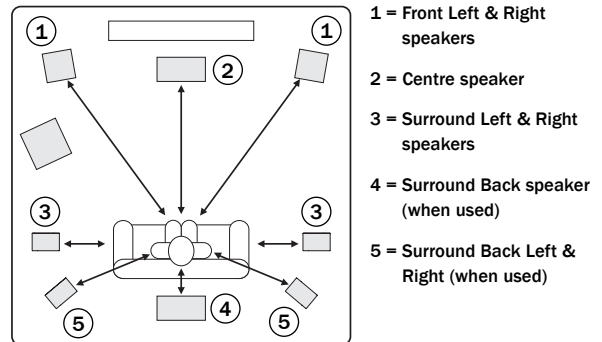 1
1
2
3
3
4
5
5
1 = Front Left & Right
speakers
2 = Centre speaker
3 = Surround Left & Right
speakers
4 = Surround Back speaker
(when used)
5 = Surround Back Left &
Right (when used)